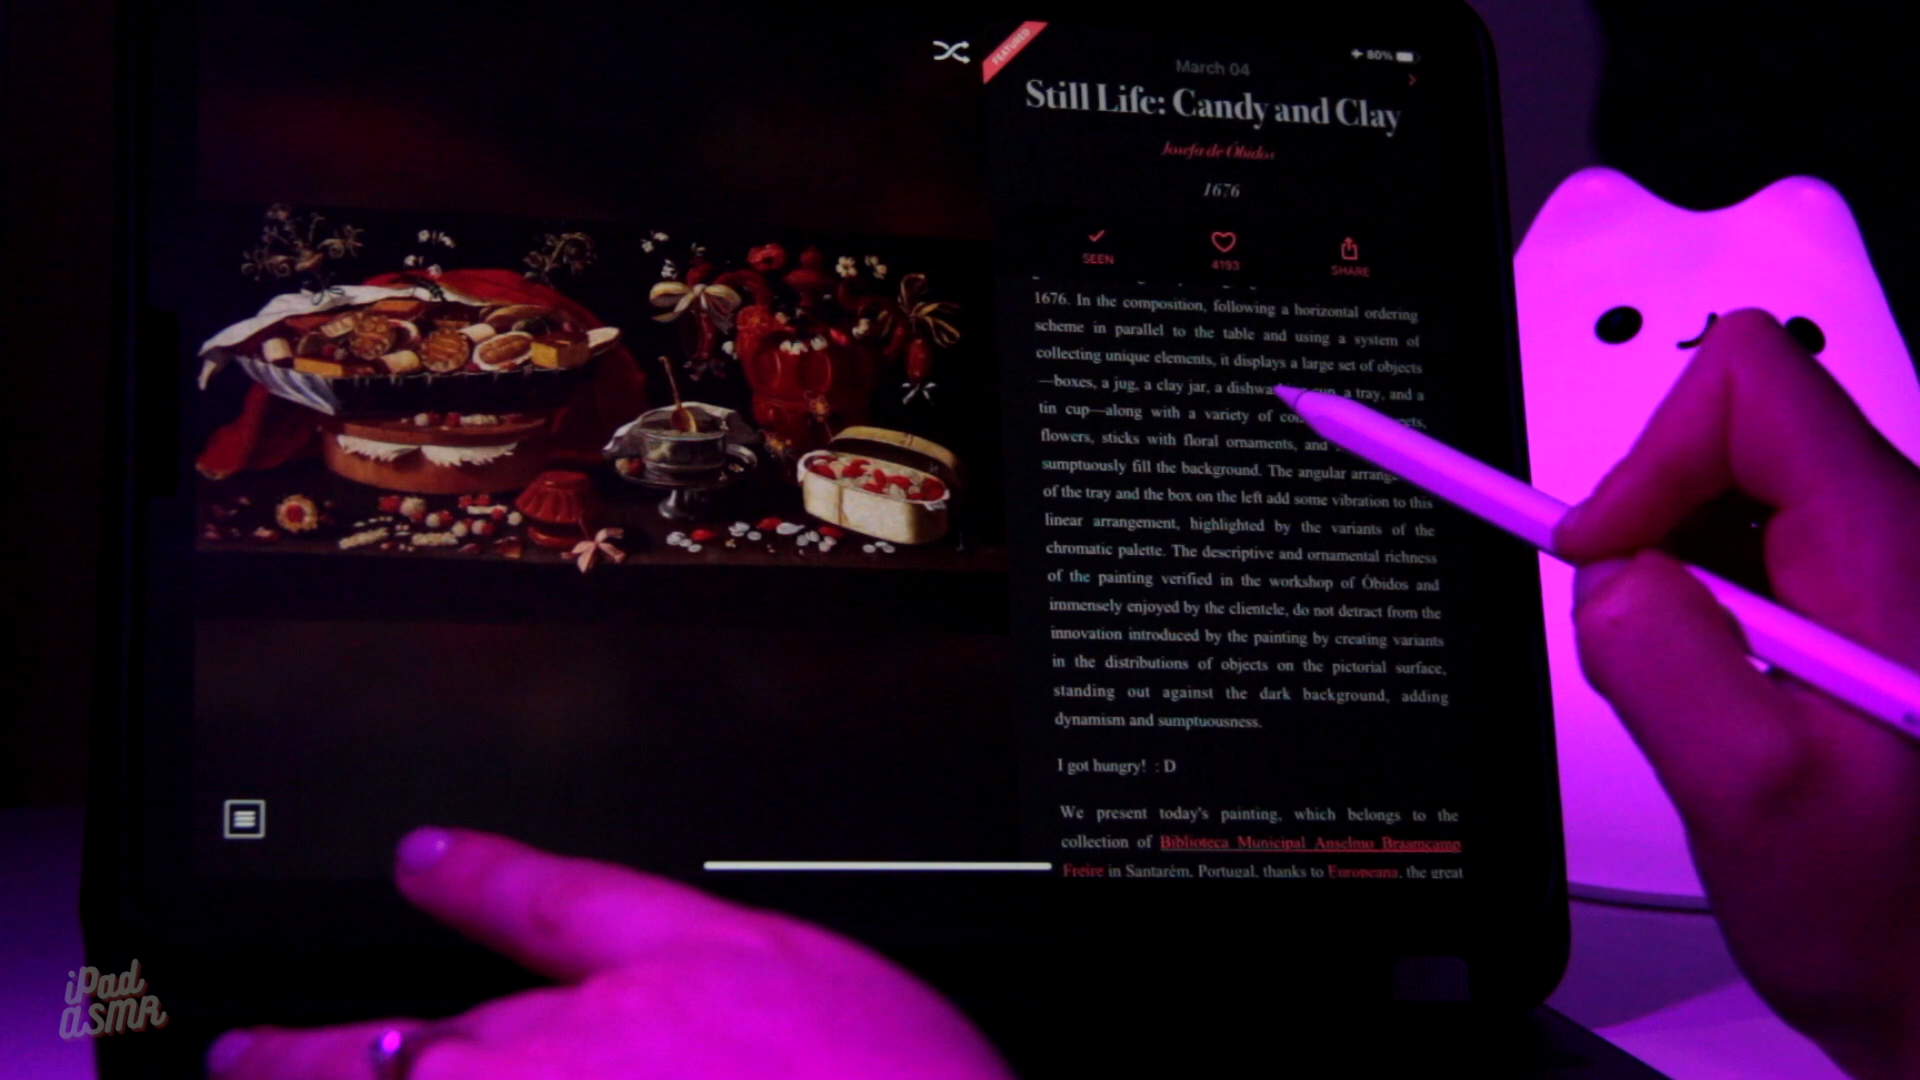 FEATURED
80%
March 04
Still Life: Candy and Clay
Josefa de Óbidos
1676
SEEN
4193
SHARE
1676. In the composition, following a horizontal ordering
scheme in parallel to the table and using a system of
collecting unique elements, it displays a large set of objects
—boxes, a jug, a clay jar, a a tray, and a
tin cup—along with a variety of
flowers, sticks with floral ornaments, and
sumptuously fill the background. The angular
of the tray and the box on the left add some vibration to this
linear arrangement, highlighted by the variants of the
chromatic palette. The descriptive and ornamental richness
of the painting verified in the workshop of Óbidos and
immensely enjoyed by the clientele, do not detract from the
innovation introduced by the painting by creating variants
in the distributions of objects on the pictorial surface,
standing out against the dark background, adding
dynamism and sumptuousness.
I got hungry! : D
We present today's painting, which belongs to the
collection of Biblioteca Municipal Anselmo Braamcamp
Freire in Santarém, Portugal, thanks to Europeana, the great
iPad
ASMR